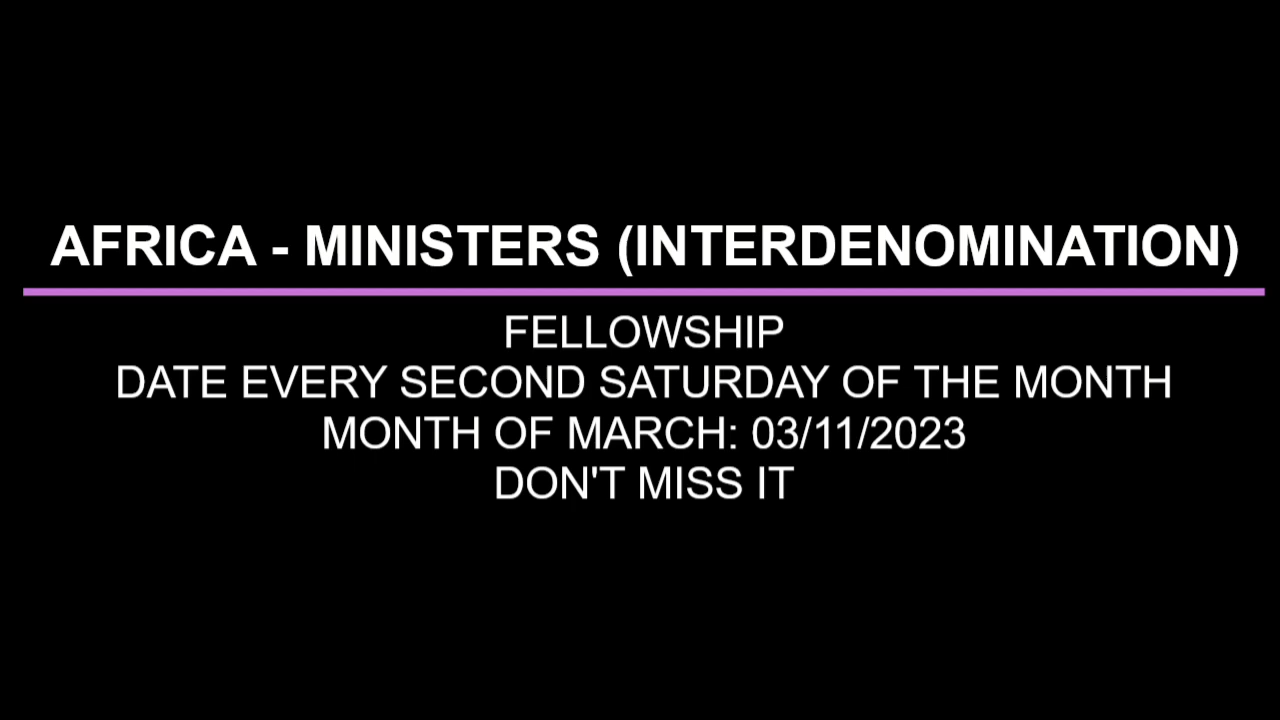 AFRICA - MINISTERS (INTERDENOMINATION)
FELLOWSHIP
DATE EVERY SECOND SATURDAY OF THE MONTH
MONTH OF MARCH: 03/11/2023
DON'T MISS IT